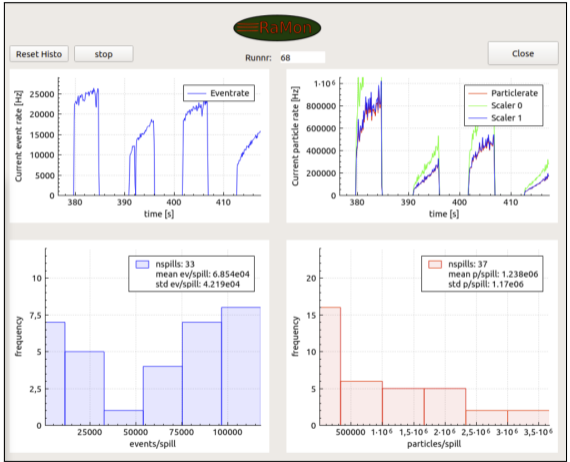 RaMon
Reset Histo
stop
Runnr: 68
Close
Current event rate [Hz]
25000
20000
15000
10000
5000
0
Eventrate
380 390 400 410
time [s]
Current particle rate [Hz]
1·10⁶
800000
600000
400000
200000
0
Particlerate
Scaler 0
Scaler 1
380 390 400 410
time [s]
frequency
10
7,5
5
2,5
0
nspills: 33
mean ev/spill: 6.854e04
std ev/spill: 4.219e04
25000 50000 75000 100000
events/spill
frequency
20
15
10
5
0
nspills: 37
mean p/spill: 1.238e06
std p/spill: 1.17e06
500000 1·10⁶ 1,5·10⁶ 2·10⁶ 2,5·10⁶ 3·10⁶ 3,5·10⁶
particles/spill